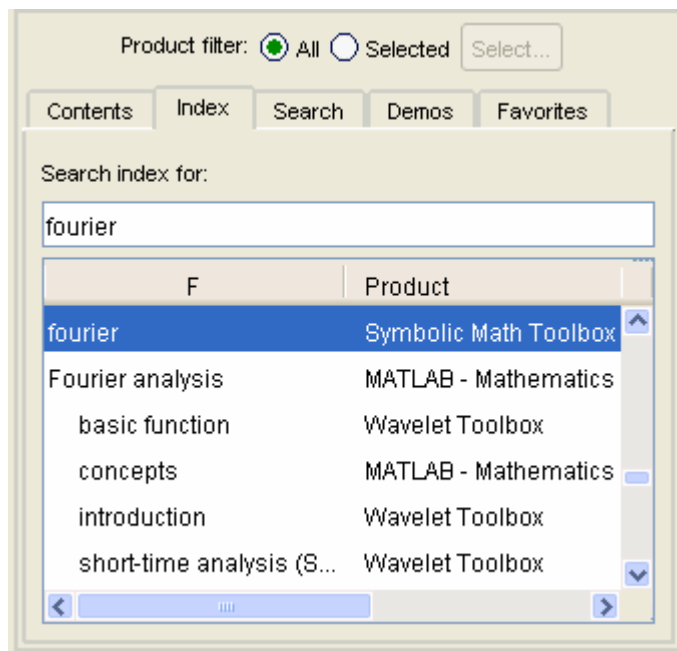 Product filter: All Selected Select...
Contents Index Search Demos Favorites
Search index for:
fourier
F Product
fourier Symbolic Math Toolbox
Fourier analysis MATLAB - Mathematics
basic function Wavelet Toolbox
concepts MATLAB - Mathematics
introduction Wavelet Toolbox
short-time analysis (S... Wavelet Toolbox